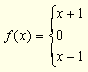 x + 1
f(x) = { 0
x − 1